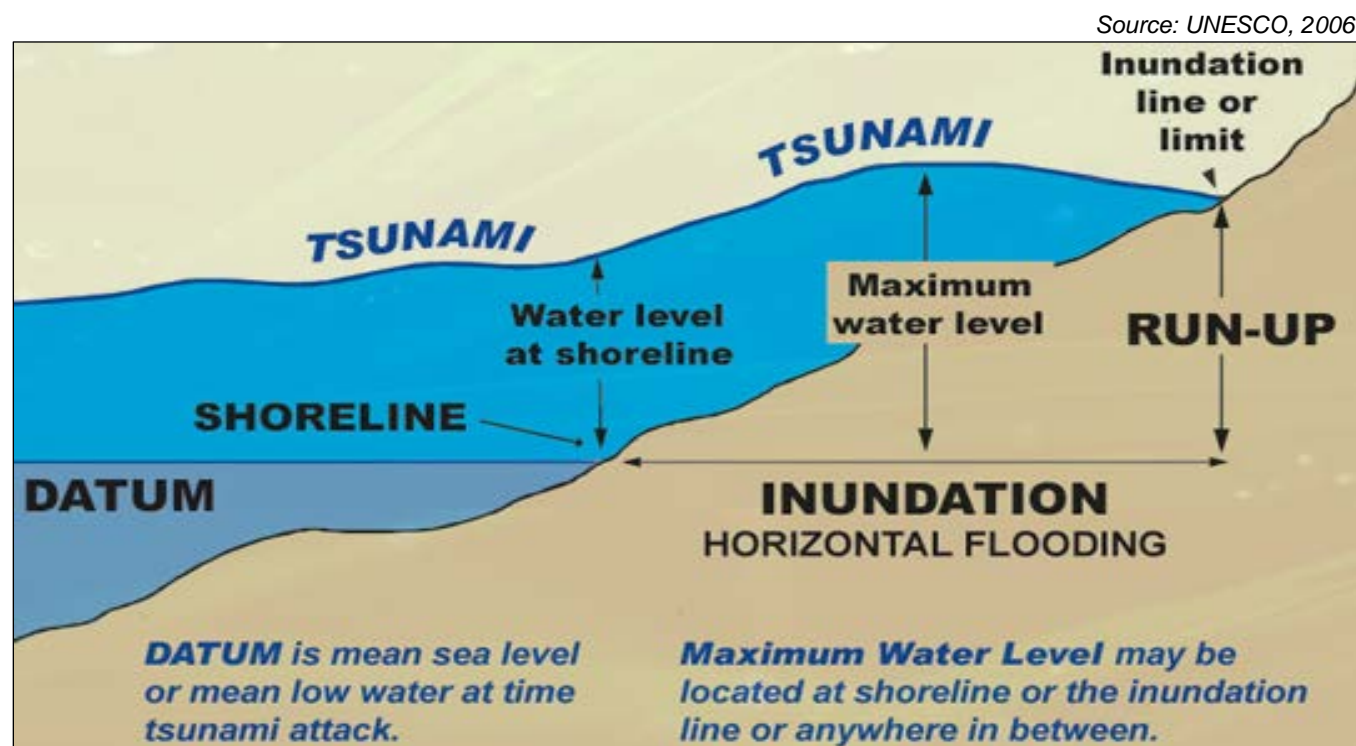 Source: UNESCO, 2006
Inundation
line or
limit
TSUNAMI
TSUNAMI
Water level
at shoreline
Maximum
water level
RUN-UP
SHORELINE
DATUM
INUNDATION
HORIZONTAL FLOODING
DATUM is mean sea level
or mean low water at time
tsunami attack.
Maximum Water Level may be
located at shoreline or the inundation
line or anywhere in between.